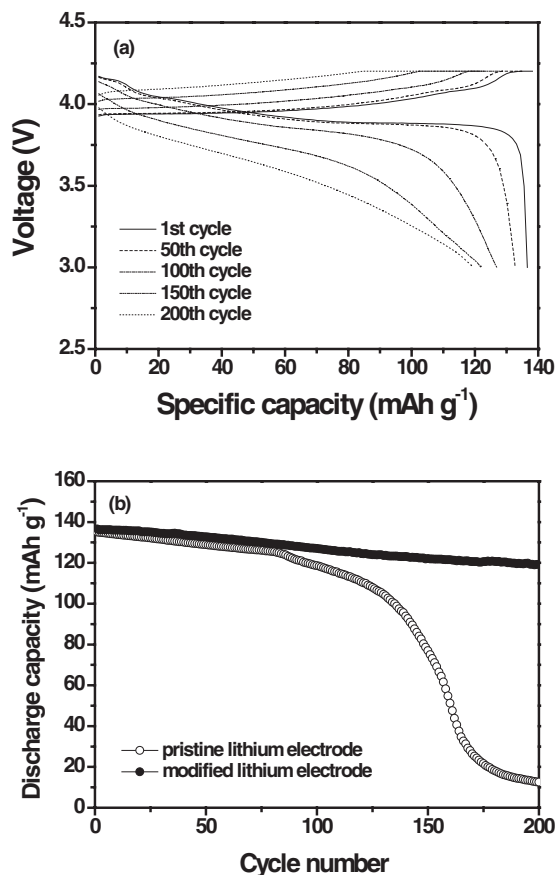 (a)
4.5
4.0
3.5
3.0
2.5
Voltage (V)
1st cycle
50th cycle
100th cycle
150th cycle
200th cycle
0 20 40 60 80 100 120 140
Specific capacity (mAh g⁻¹)
(b)
160
140
120
100
80
60
40
20
0
Discharge capacity (mAh g⁻¹)
pristine lithium electrode
modified lithium electrode
0 50 100 150 200
Cycle number